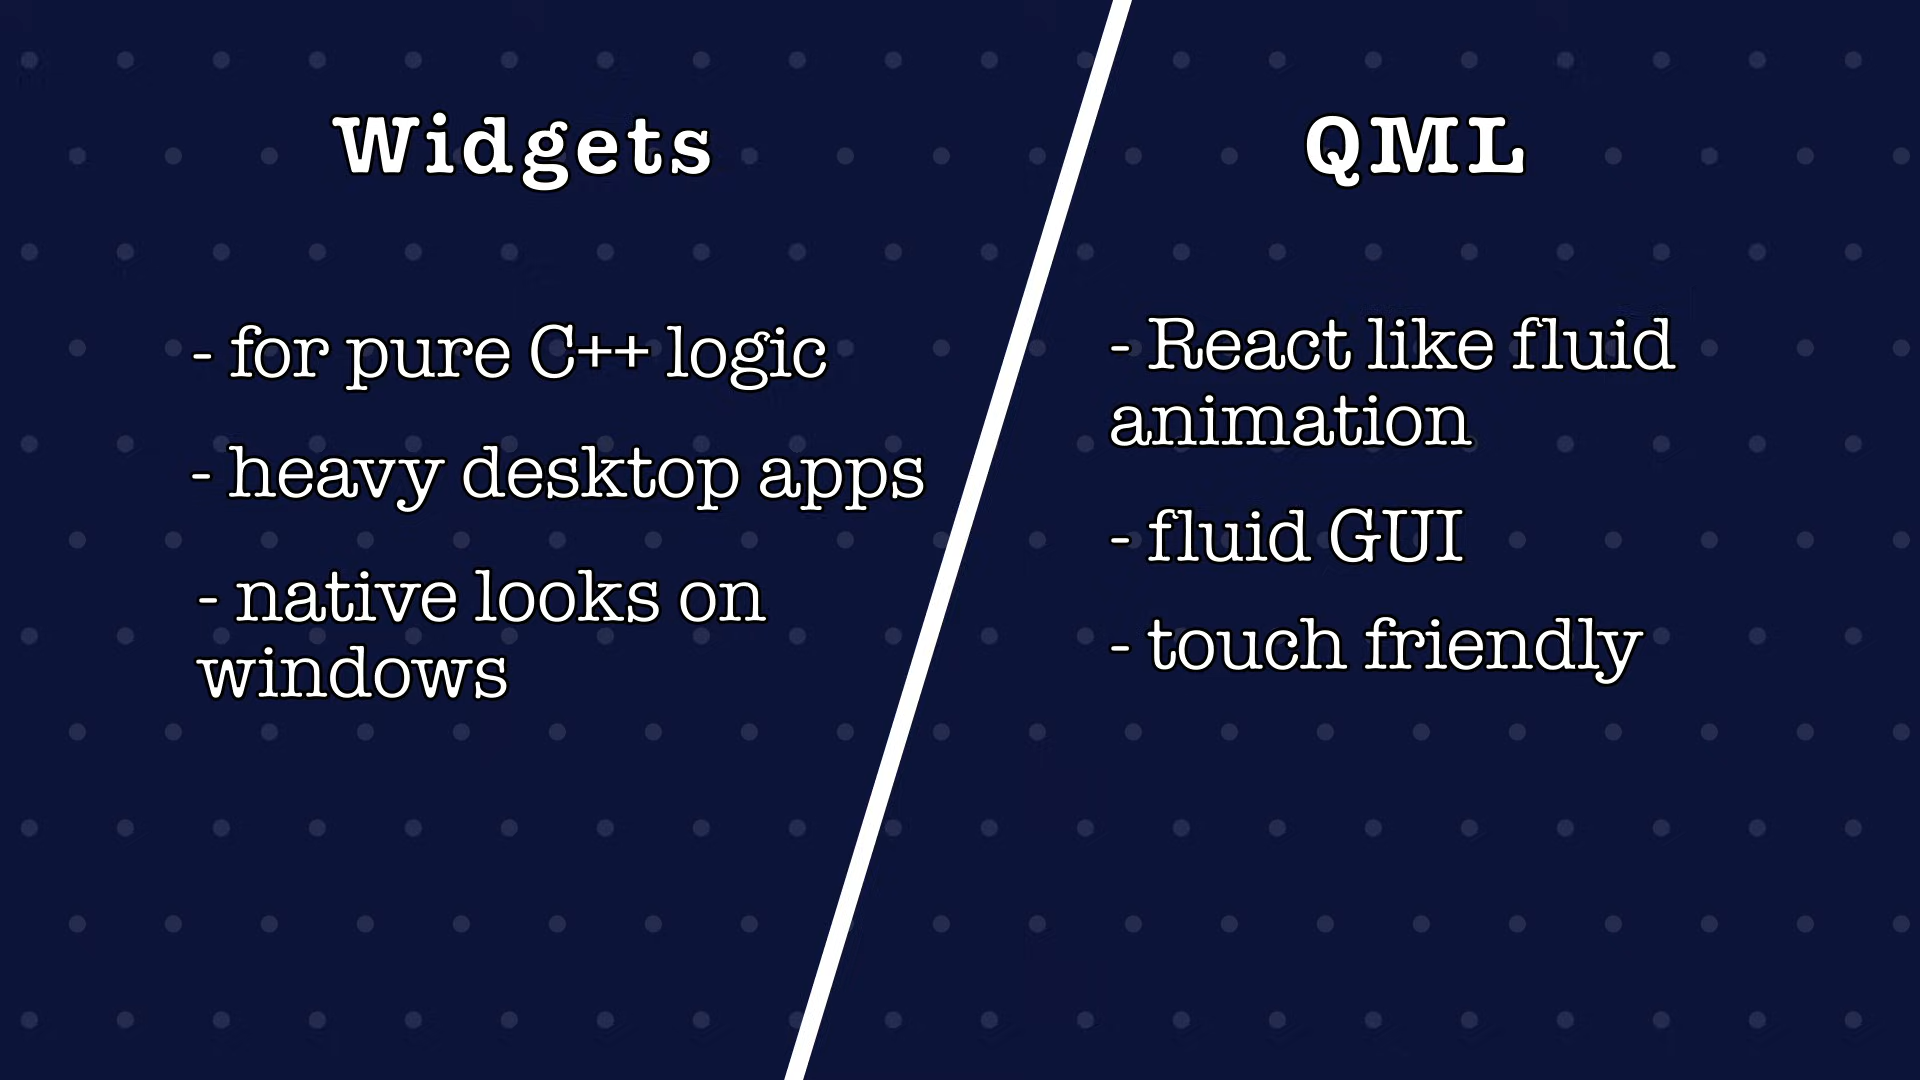 Widgets
- for pure C++ logic
- heavy desktop apps
- native looks on
windows
QML
- React like fluid
animation
- fluid GUI
- touch friendly